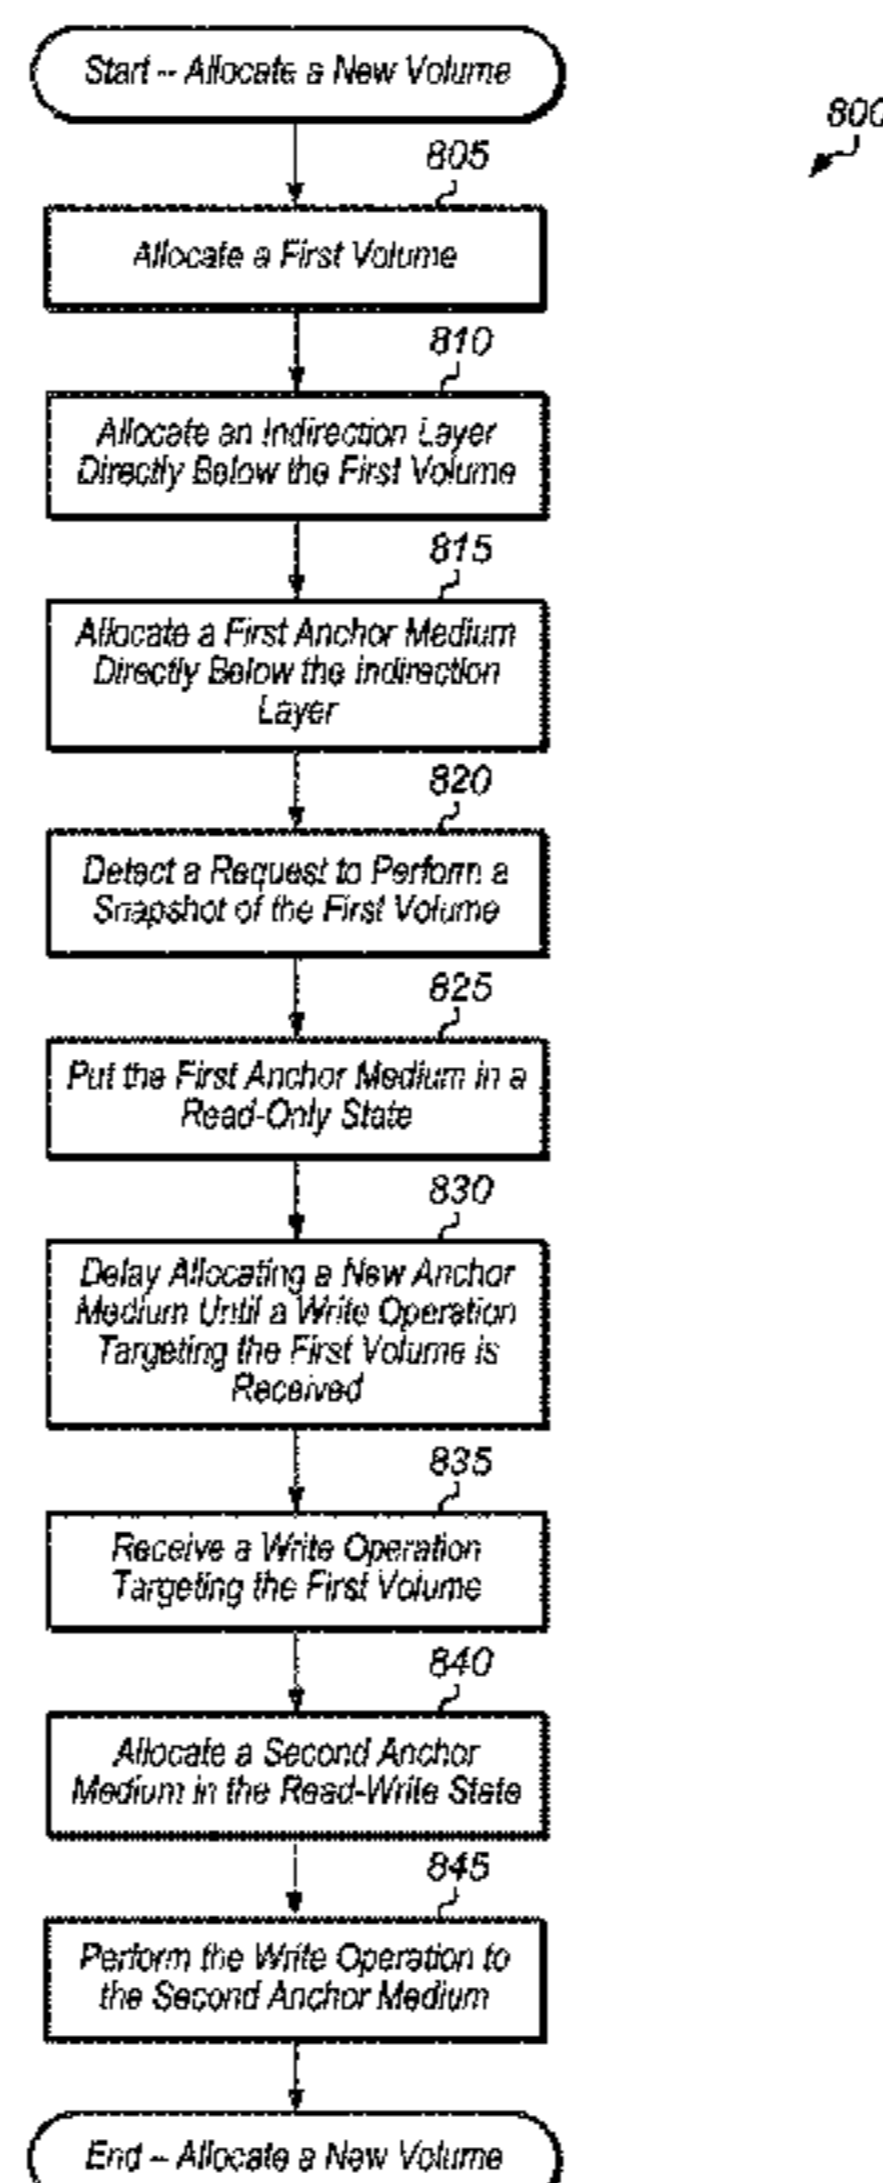 Start -- Allocate a New Volume
800
805
Allocate a First Volume
810
Allocate an Indirection Layer
Directly Below the First Volume
815
Allocate a First Anchor Medium
Directly Below the indirection
Layer
820
Detect a Request to Perform a
Snapshot of the First Volume
825
Put the First Anchor Medium in a
Read-Only State
830
Delay Allocating a New Anchor
Medium Until a Write Operation
Targeting the First Volume is
Received
835
Receive a Write Operation
Targeting the First Volume
840
Allocate a Second Anchor
Medium in the Read-Write State
845
Perform the Write Operation to
the Second Anchor Medium
End -- Allocate a New Volume